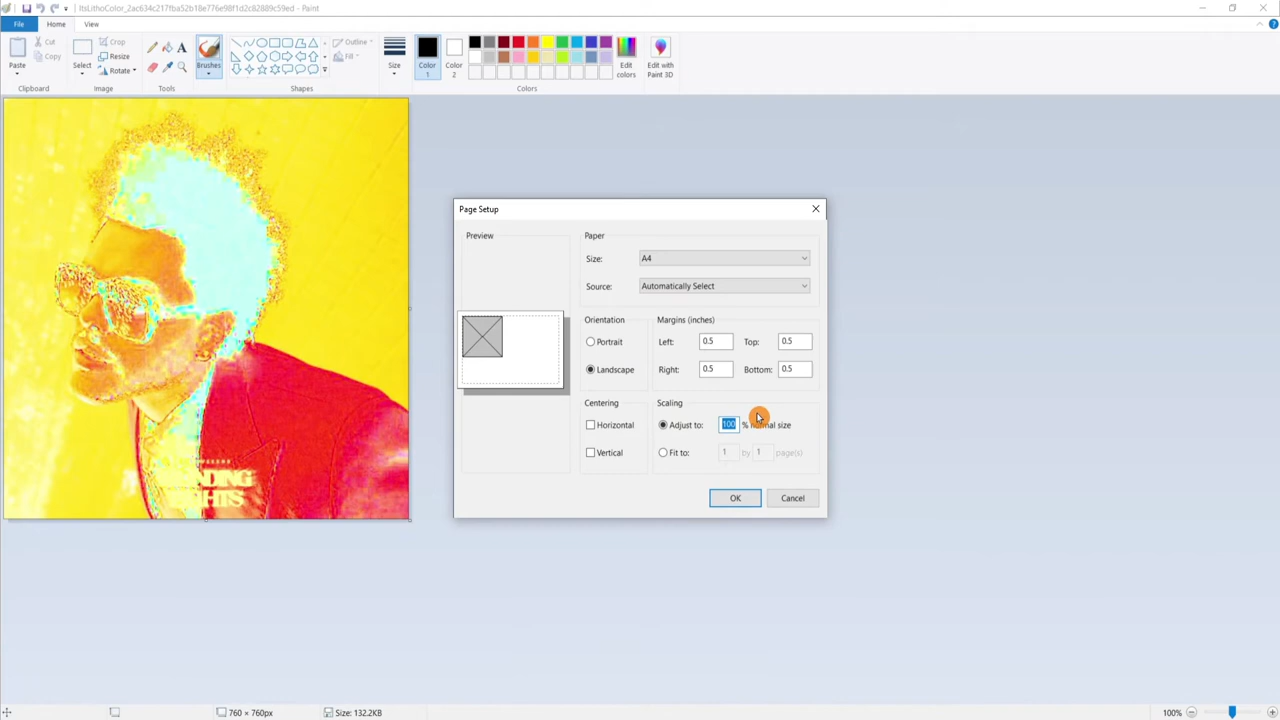 ItsLithoColor_2ac634c217fba52b18e776e98f1d2c82889c59ed - Paint
File
Home
View
Paste
Cut
Copy
Clipboard
Select
Crop
Resize
Rotate
Image
A
Tools
Brushes
Outline
Fill
Shapes
Size
Color
1
Color
2
Edit
colors
Colors
Edit with
Paint 3D
Page Setup
Preview
Paper
Size:
A4
Source:
Automatically Select
Orientation
Portrait
Landscape
Margins (inches)
Left:
0.5
Top:
0.5
Right:
0.5
Bottom:
0.5
Centering
Horizontal
Vertical
Scaling
Adjust to:
100
% normal size
Fit to:
1
by
1
page(s)
OK
Cancel
760 × 760px
Size: 132.2KB
100%